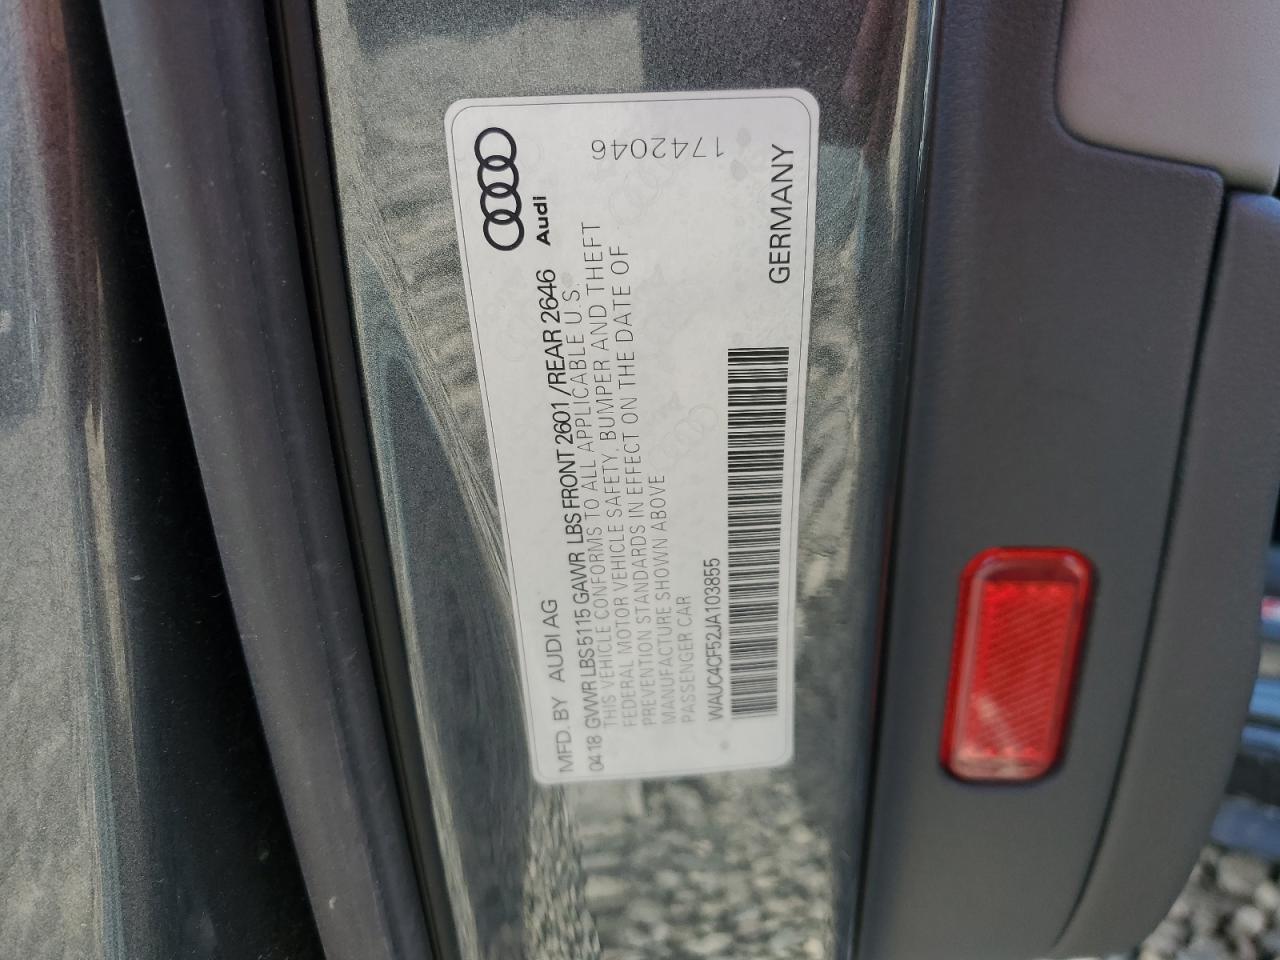 Audi
1742046
MFD. BY AUDI AG
0418 GVWR LBS 5115 GAWR LBS FRONT 2601 /REAR 2646
THIS VEHICLE CONFORMS TO ALL APPLICABLE U.S.
FEDERAL MOTOR VEHICLE SAFETY, BUMPER AND THEFT
PREVENTION STANDARDS IN EFFECT ON THE DATE OF
MANUFACTURE SHOWN ABOVE
PASSENGER CAR
WAUC4CF52JA103855
GERMANY